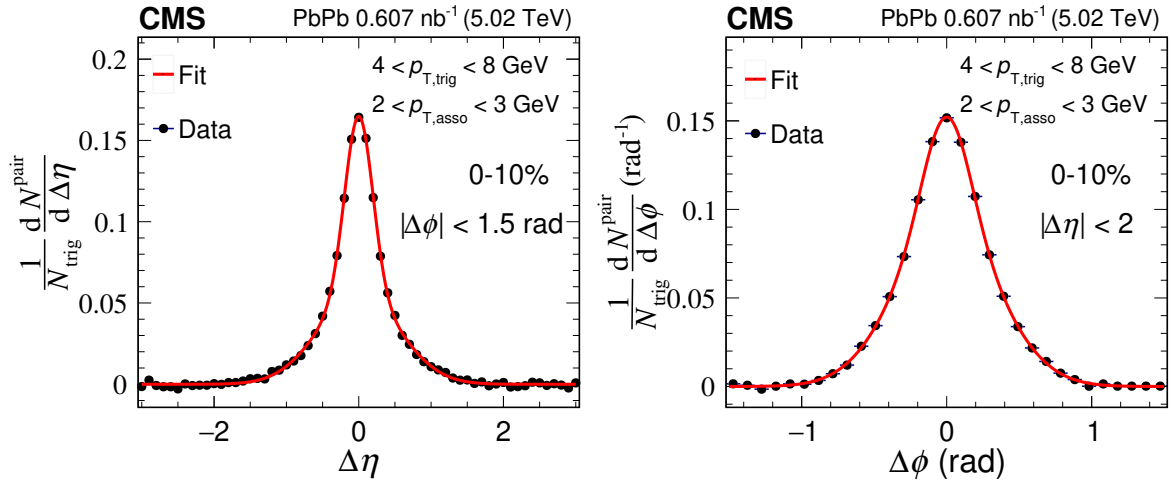 CMS PbPb 0.607 nb⁻¹ (5.02 TeV)
0.2
Fit
4 < p_T,trig < 8 GeV
2 < p_T,asso < 3 GeV
Data
0.15
0-10%
|Δϕ| < 1.5 rad
0.1
0.05
0
1/N_trig d N^pair/d Δη
−2 0 2
Δη
CMS PbPb 0.607 nb⁻¹ (5.02 TeV)
Fit
4 < p_T,trig < 8 GeV
2 < p_T,asso < 3 GeV
Data
0.15
0-10%
|Δη| < 2
0.1
0.05
0
1/N_trig d N^pair/d Δϕ (rad⁻¹)
−1 0 1
Δϕ (rad)